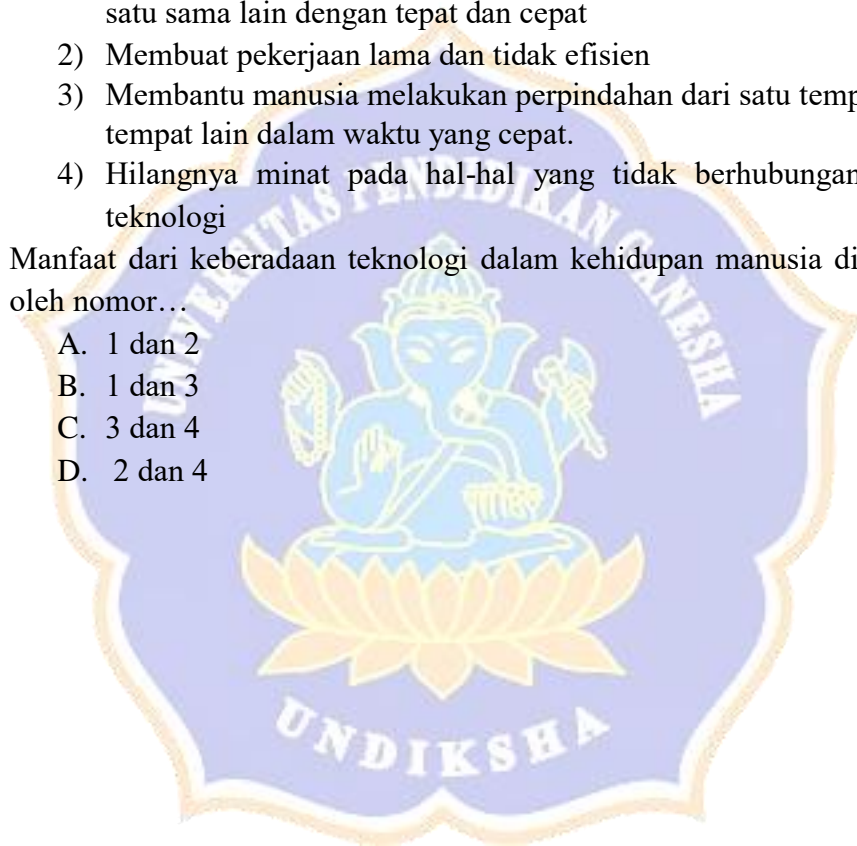 satu sama lain dengan tepat dan cepat
2) Membuat pekerjaan lama dan tidak efisien
3) Membantu manusia melakukan perpindahan dari satu temp
tempat lain dalam waktu yang cepat.
4) Hilangnya minat pada hal-hal yang tidak berhubungan
teknologi
Manfaat dari keberadaan teknologi dalam kehidupan manusia di
oleh nomor…
A. 1 dan 2
B. 1 dan 3
C. 3 dan 4
D. 2 dan 4
UNIVERSITAS PENDIDIKAN GANESHA
UNDIKSHA